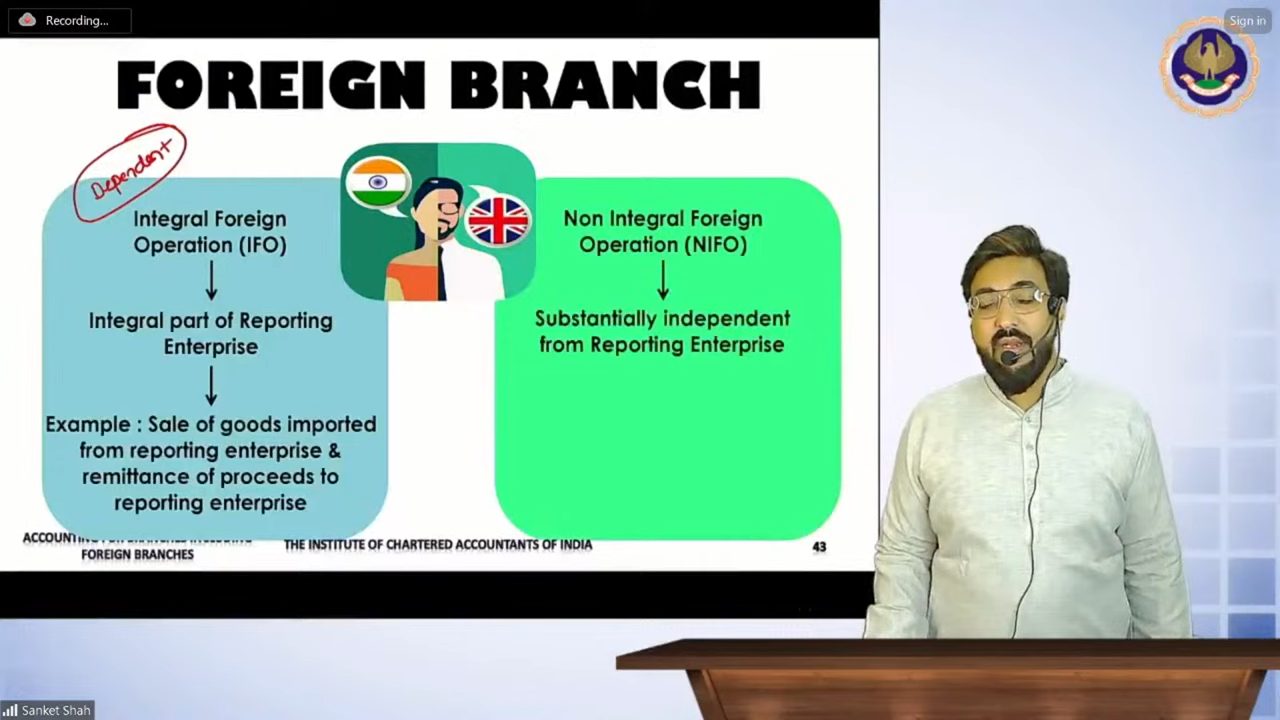 Recording...
Sign in
FOREIGN BRANCH
Dependent
Integral Foreign
Operation (IFO)
Integral part of Reporting
Enterprise
Example : Sale of goods imported
from reporting enterprise &
remittance of proceeds to
reporting enterprise
Non Integral Foreign
Operation (NIFO)
Substantially independent
from Reporting Enterprise
FOREIGN BRANCHES
THE INSTITUTE OF CHARTERED ACCOUNTANTS OF INDIA
43
Sanket Shah